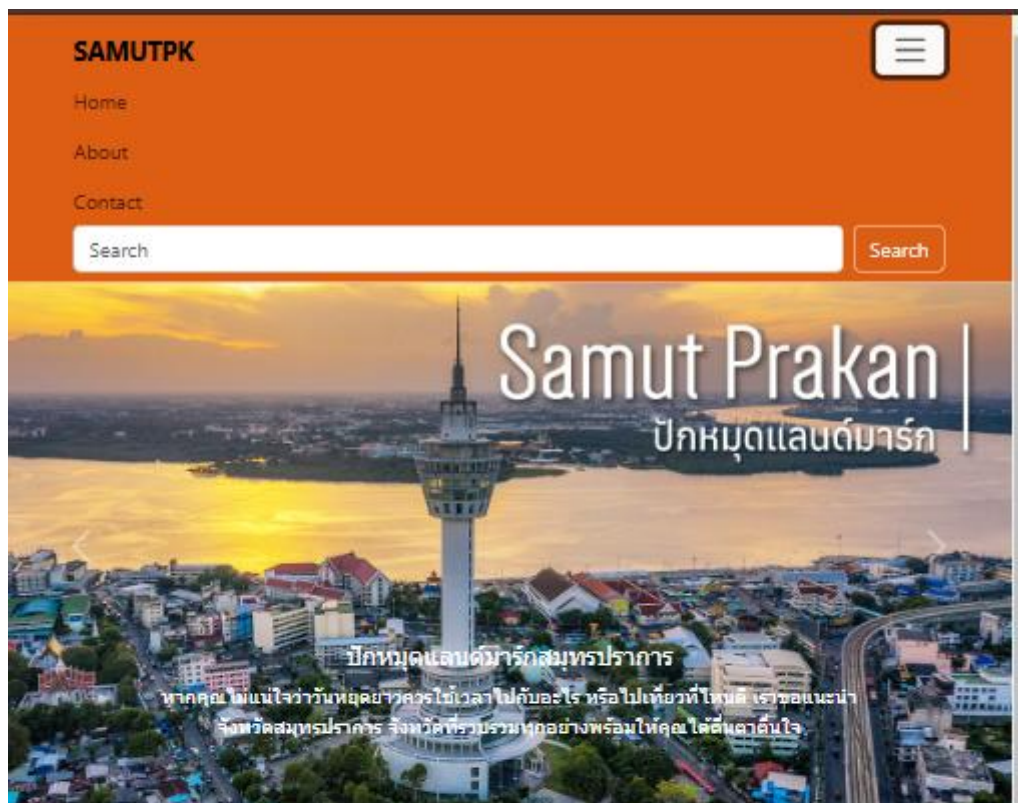 SAMUTPK
Home
About
Contact
Search
Search
Samut Prakan
ปักหมุดแลนด์มาร์ก
ปักหมุดแลนด์มาร์กสมุทรปราการ
หากคุณไม่แน่ใจว่าวันหยุดยาวควรใช้เวลาไปกับอะไร หรือไปเที่ยวที่ไหนดี เราขอแนะนำ
จังหวัดสมุทรปราการ จังหวัดที่รวบรวมทุกอย่างพร้อมให้คุณได้ตื่นตาตื่นใจ